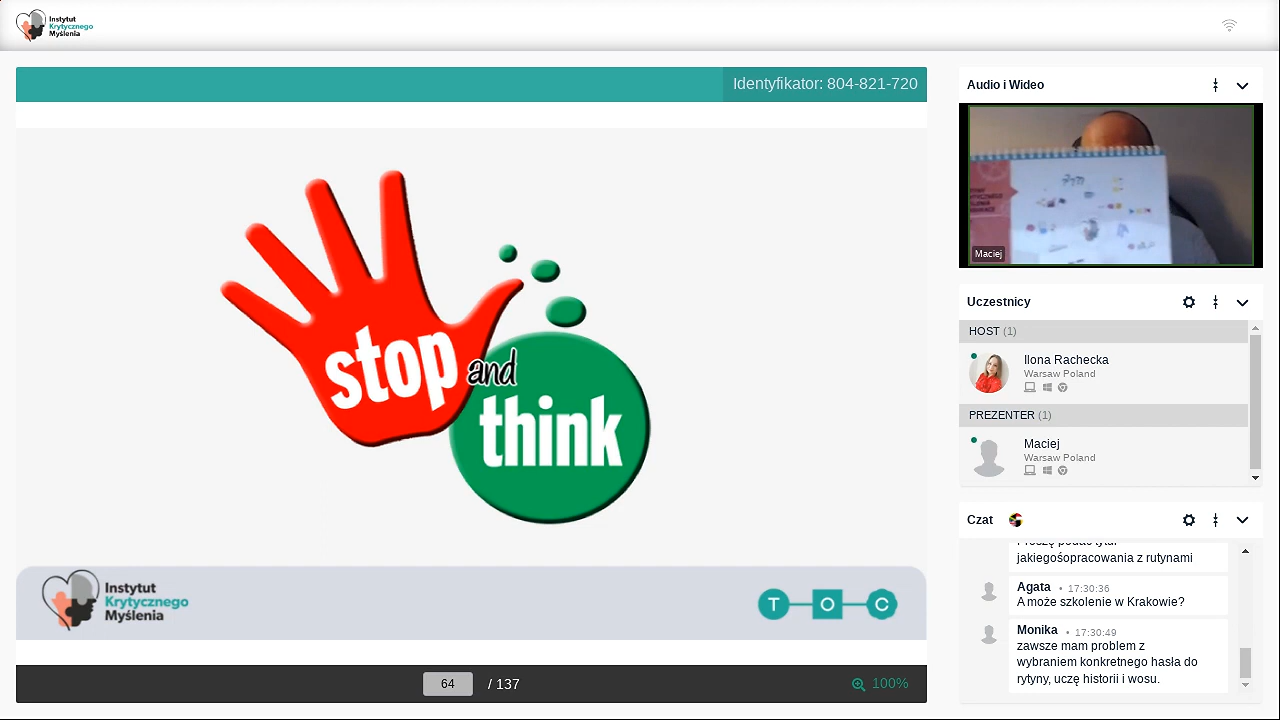 Instytut
Krytycznego
Myślenia
Identyfikator: 804-821-720
stop and
think
Instytut
Krytycznego
Myślenia
T O C
64 / 137
100%
Audio i Wideo
Maciej
Uczestnicy
HOST (1)
Ilona Rachecka
Warsaw Poland
PREZENTER (1)
Maciej
Warsaw Poland
Czat
jakiegośopracowania z rutynami
Agata • 17:30:36
A może szkolenie w Krakowie?
Monika • 17:30:49
zawsze mam problem z
wybraniem konkretnego hasła do
rytyny, uczę historii i wosu.